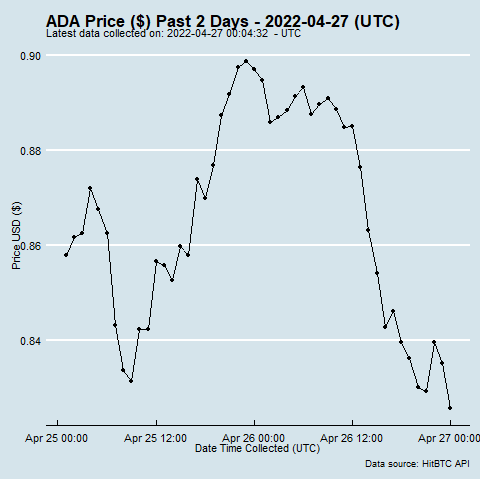 ADA Price ($) Past 2 Days - 2022-04-27 (UTC)
Latest data collected on: 2022-04-27 00:04:32 - UTC
0.90
0.88
0.86
0.84
Price USD ($)
Apr 25 00:00 Apr 25 12:00 Apr 26 00:00 Apr 26 12:00 Apr 27 00:00
Date Time Collected (UTC)
Data source: HitBTC API